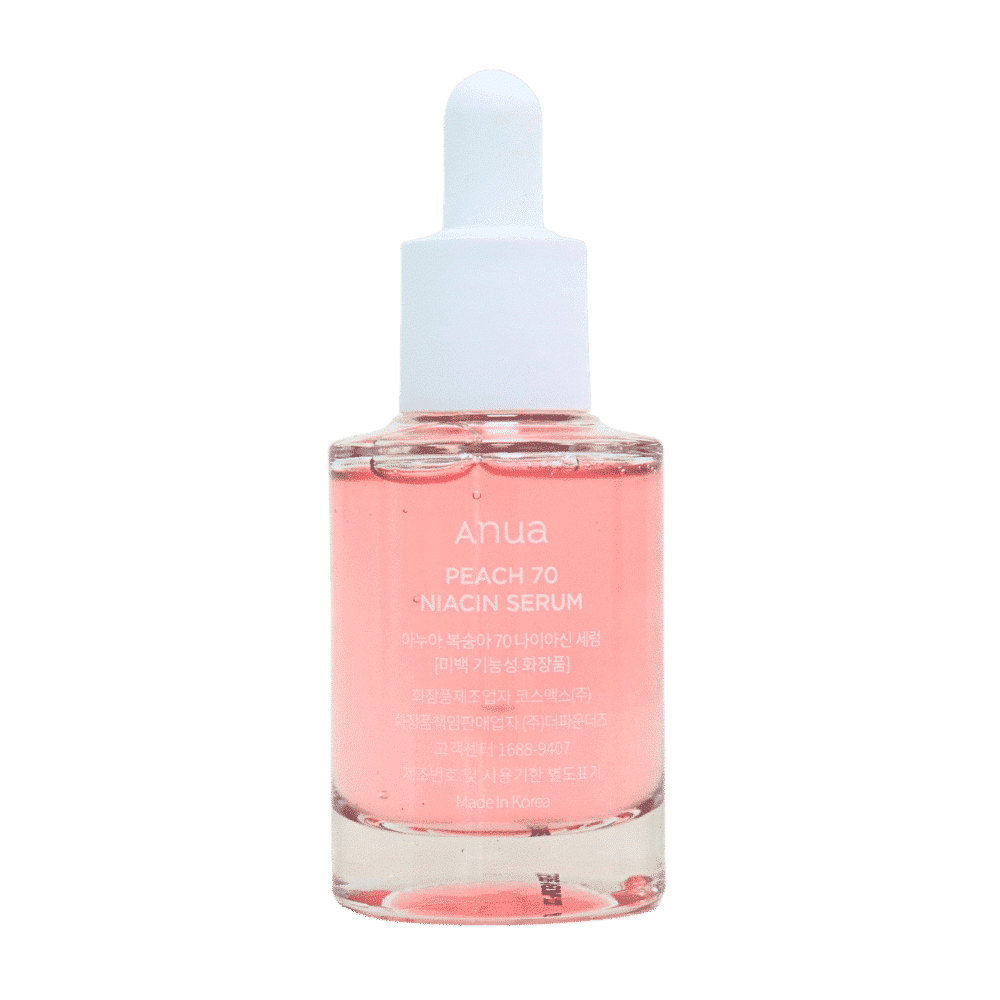 Anua
PEACH 70
NIACIN SERUM
아누아 복숭아 70 나이아신 세럼
[미백 기능성 화장품]
화장품제조업자 코스맥스(주)
화장품책임판매업자 (주)더파운더즈
고객센터 1688-9407
제조번호 및 사용기한 별도표기
Made In Korea